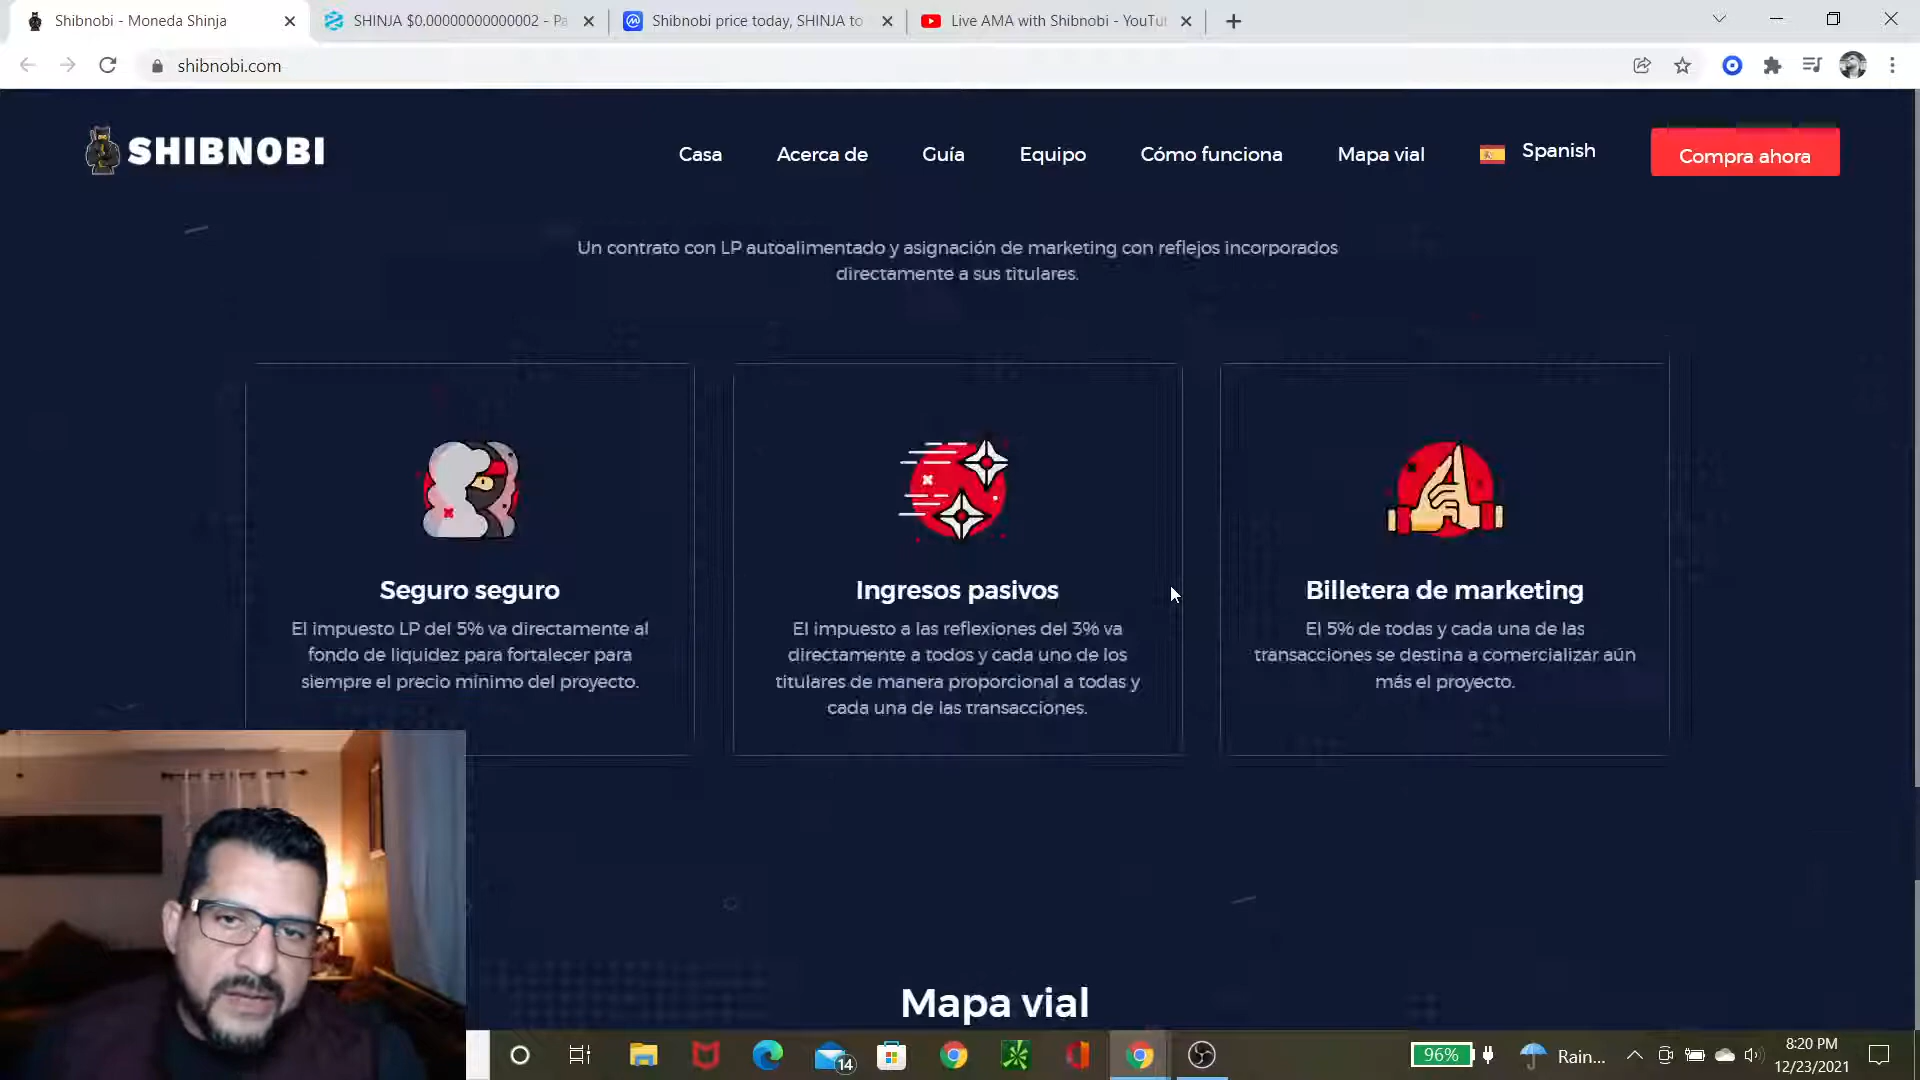 Shibnobi - Moneda Shinja
SHINJA $0.00000000000002 - Pa
Shibnobi price today, SHINJA to
Live AMA with Shibnobi - YouTu
shibnobi.com
SHIBNOBI
Casa
Acerca de
Guía
Equipo
Cómo funciona
Mapa vial
Spanish
Compra ahora
Un contrato con LP autoalimentado y asignación de marketing con reflejos incorporados
directamente a sus titulares.
Seguro seguro
El impuesto LP del 5% va directamente al
fondo de liquidez para fortalecer para
siempre el precio mínimo del proyecto.
Ingresos pasivos
El impuesto a las reflexiones del 3% va
directamente a todos y cada uno de los
titulares de manera proporcional a todas y
cada una de las transacciones.
Billetera de marketing
El 5% de todas y cada una de las
transacciones se destina a comercializar aún
más el proyecto.
Mapa vial
14
96%
Rain...
8:20 PM
12/23/2021